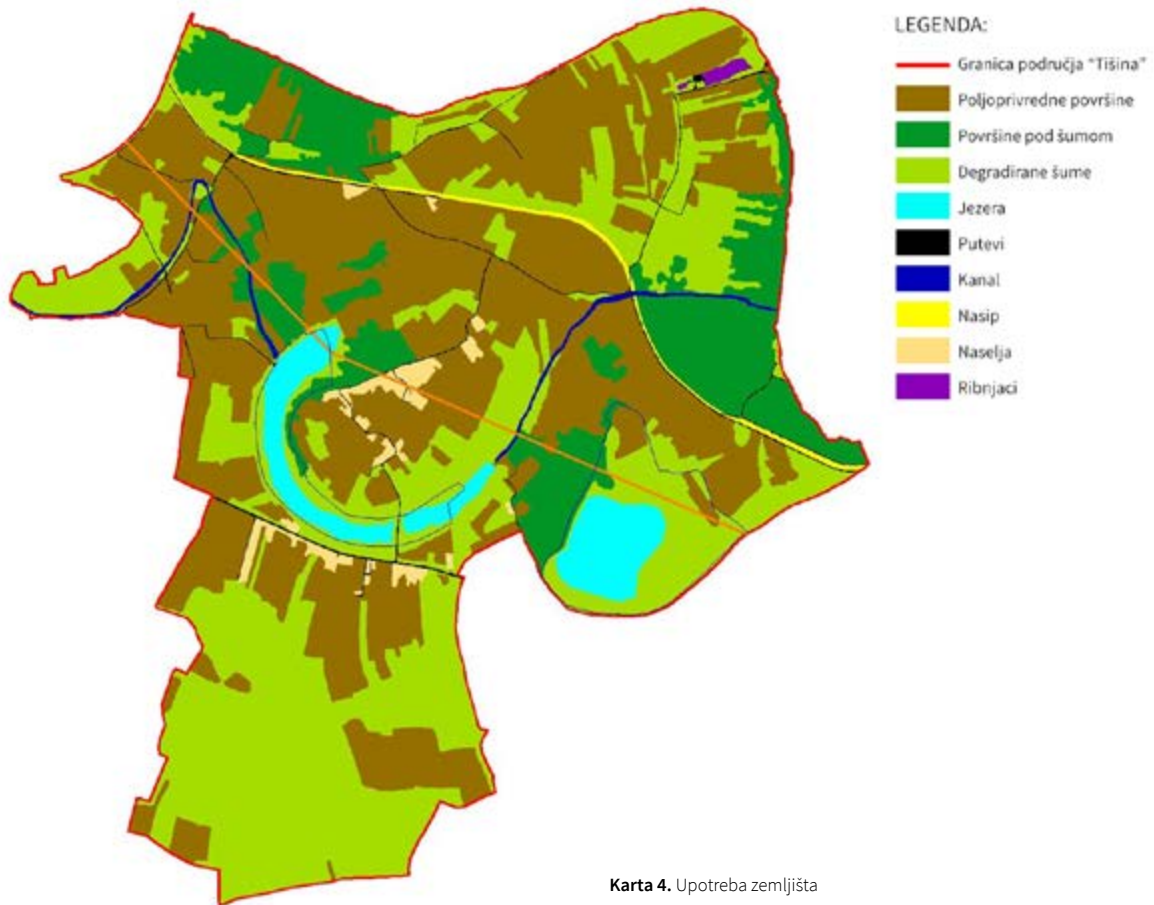 LEGENDA:
Granica područja "Tišina"
Poljoprivredne površine
Površine pod šumom
Degradirane šume
Jezera
Putevi
Kanal
Nasip
Naselja
Ribnjaci
Karta 4. Upotreba zemljišta